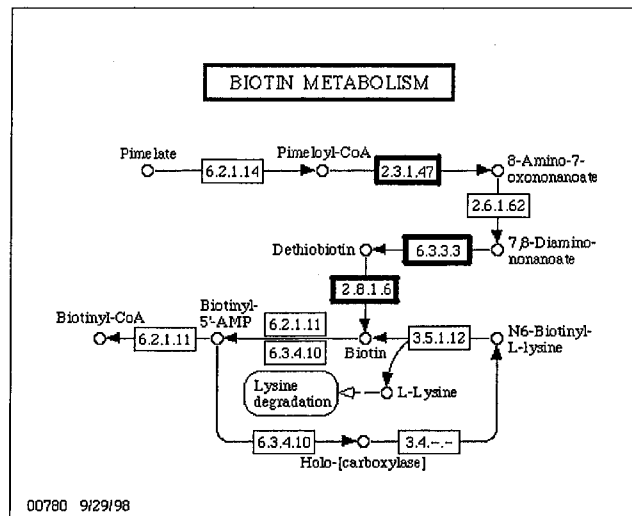 BIOTIN METABOLISM
Pimelate
6.2.1.14
Pimeloyl-CoA
2.3.1.47
8-Amino-7-
oxononanoate
2.6.1.62
Dethiobiotin
6.3.3.3
7,8-Diamino-
nonanoate
2.8.1.6
Biotinyl-CoA
6.2.1.11
Biotinyl-
5'-AMP
6.2.1.11
6.3.4.10
Biotin
3.5.1.12
N6-Biotinyl-
L-lysine
Lysine
degradation
L-Lysine
6.3.4.10
3.4.-.-
Holo-[carboxylase]
00780 9/29/98